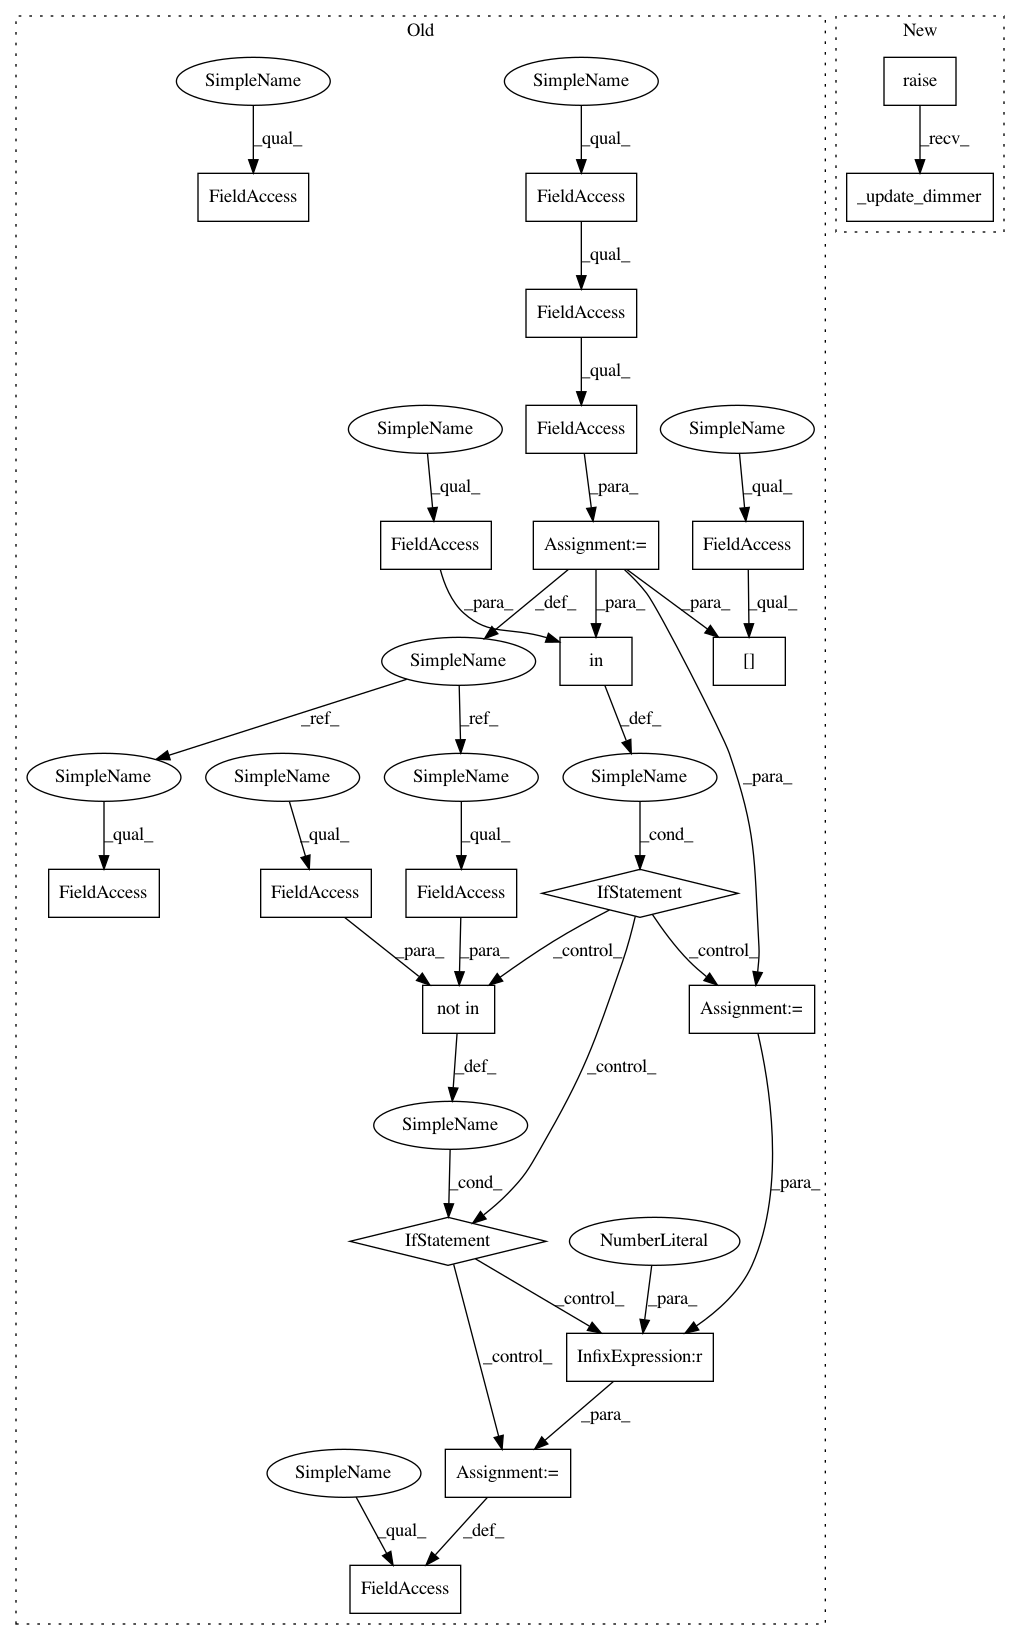 Old
New
SimpleName
SimpleName
raise
_qual_
_qual_
_recv_
FieldAccess
FieldAccess
_update_dimmer
_qual_
FieldAccess
_qual_
SimpleName
FieldAccess
SimpleName
_qual_
_para_
_qual_
FieldAccess
Assignment:=
FieldAccess
_para_
_def_
_para_
_para_
_qual_
SimpleName
in
[]
_ref_
_ref_
_def_
SimpleName
SimpleName
SimpleName
SimpleName
_para_
_qual_
_qual_
_qual_
_cond_
FieldAccess
FieldAccess
FieldAccess
IfStatement
_para_
_para_
_control_
_control_
not in
Assignment:=
_def_
_control_
SimpleName
_cond_
_para_
IfStatement
NumberLiteral
_control_
_para_
_control_
InfixExpression:r
_para_
SimpleName
Assignment:=
_qual_
_def_
FieldAccess